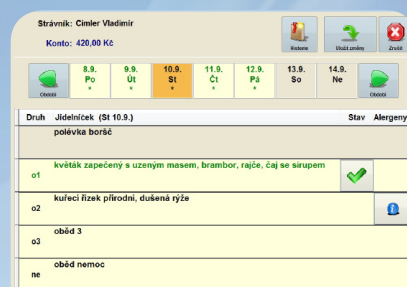 Strávník: Cimler Vladimír
Konto: 420,00 Kč
Historie
Uložit změny
Zrušit
Období
8.9. Po *
9.9. Út *
10.9. St *
11.9. Čt *
12.9. Pá *
13.9. So
14.9. Ne
Období
Druh Jídelníček (St 10.9.) Stav Alergeny
polévka boršč
o1 květák zapečený s uzeným masem, brambor, rajče, čaj se sirupem
o2 kuřecí řízek přírodní, dušená rýže
o3 oběd 3
ne oběd nemoc